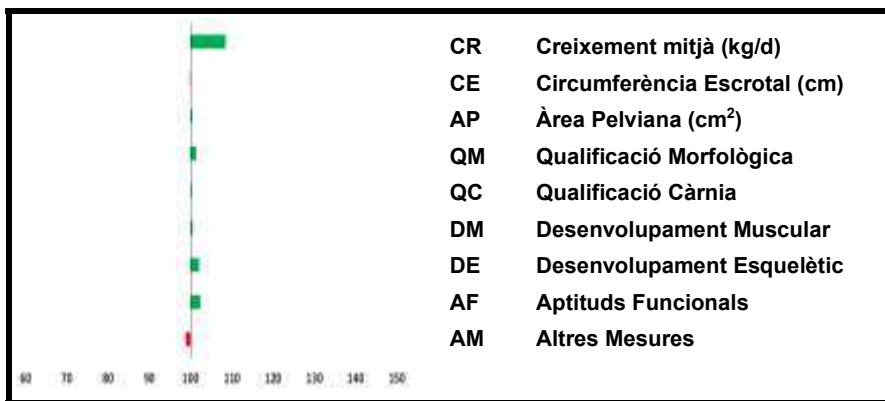 CR Creixement mitjà (kg/d)
CE Circumferència Escrotal (cm)
AP Àrea Pelviana (cm²)
QM Qualificació Morfològica
QC Qualificació Càrnia
DM Desenvolupament Muscular
DE Desenvolupament Esquelètic
AF Aptituds Funcionals
AM Altres Mesures
60 70 80 90 100 110 120 130 140 150